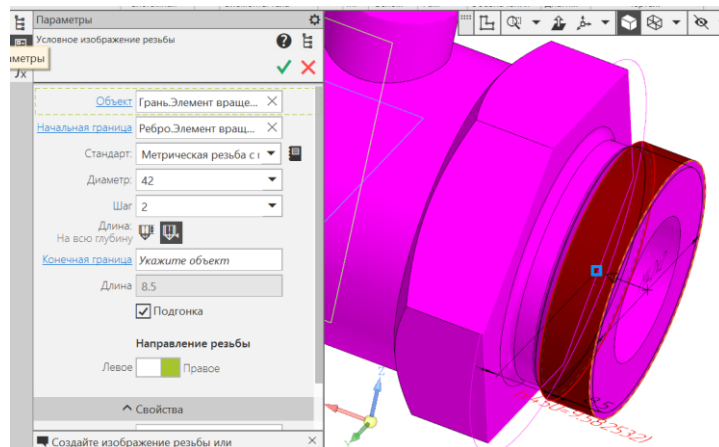 Параметры
Условное изображение резьбы
аметры
Объект Грань.Элемент враще...
Начальная граница Ребро.Элемент вращ...
Стандарт: Метрическая резьба с
Диаметр: 42
Шаг 2
Длина:
На всю глубину
Конечная граница Укажите объект
Длина 8.5
Подгонка
Направление резьбы
Левое Правое
Свойства
Создайте изображение резьбы или